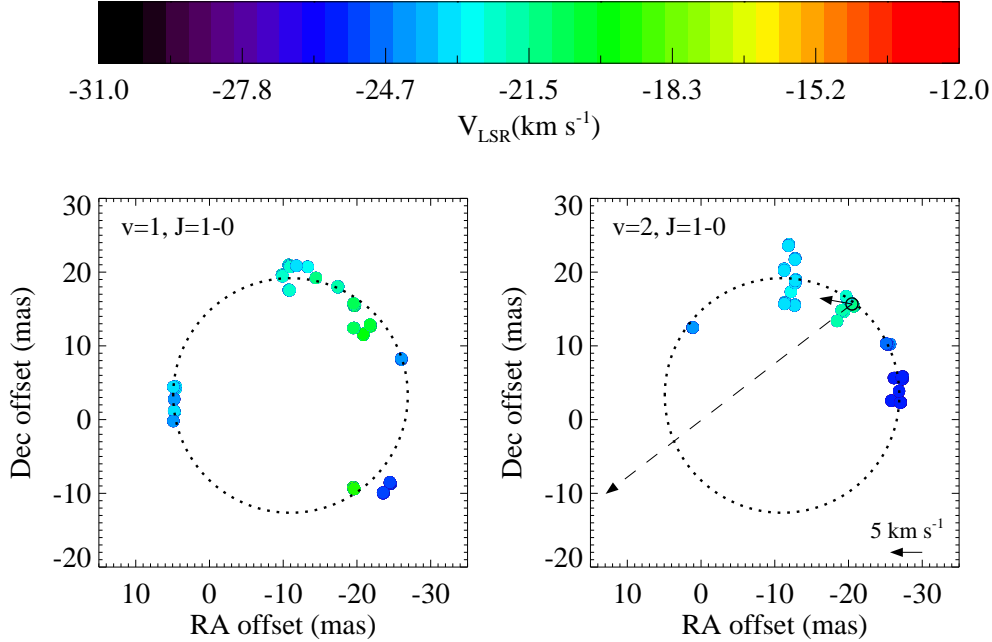 -31.0 -27.8 -24.7 -21.5 -18.3 -15.2 -12.0
V_LSR(km s⁻¹)
v=1, J=1-0
30
20
10
0
-10
-20
Dec offset (mas)
10 0 -10 -20 -30
RA offset (mas)
v=2, J=1-0
30
20
10
0
-10
-20
Dec offset (mas)
5 km s⁻¹
10 0 -10 -20 -30
RA offset (mas)